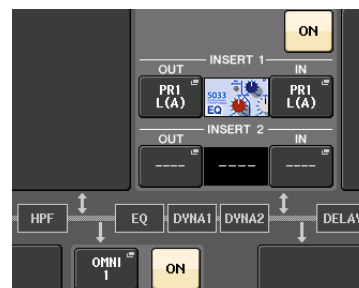 ON
INSERT 1
OUT IN
PR1 L(A) 5033 EQ PR1 L(A)
INSERT 2
OUT IN
---- ---- ----
HPF EQ DYNA1 DYNA2 DELAY
OMNI 1 ON